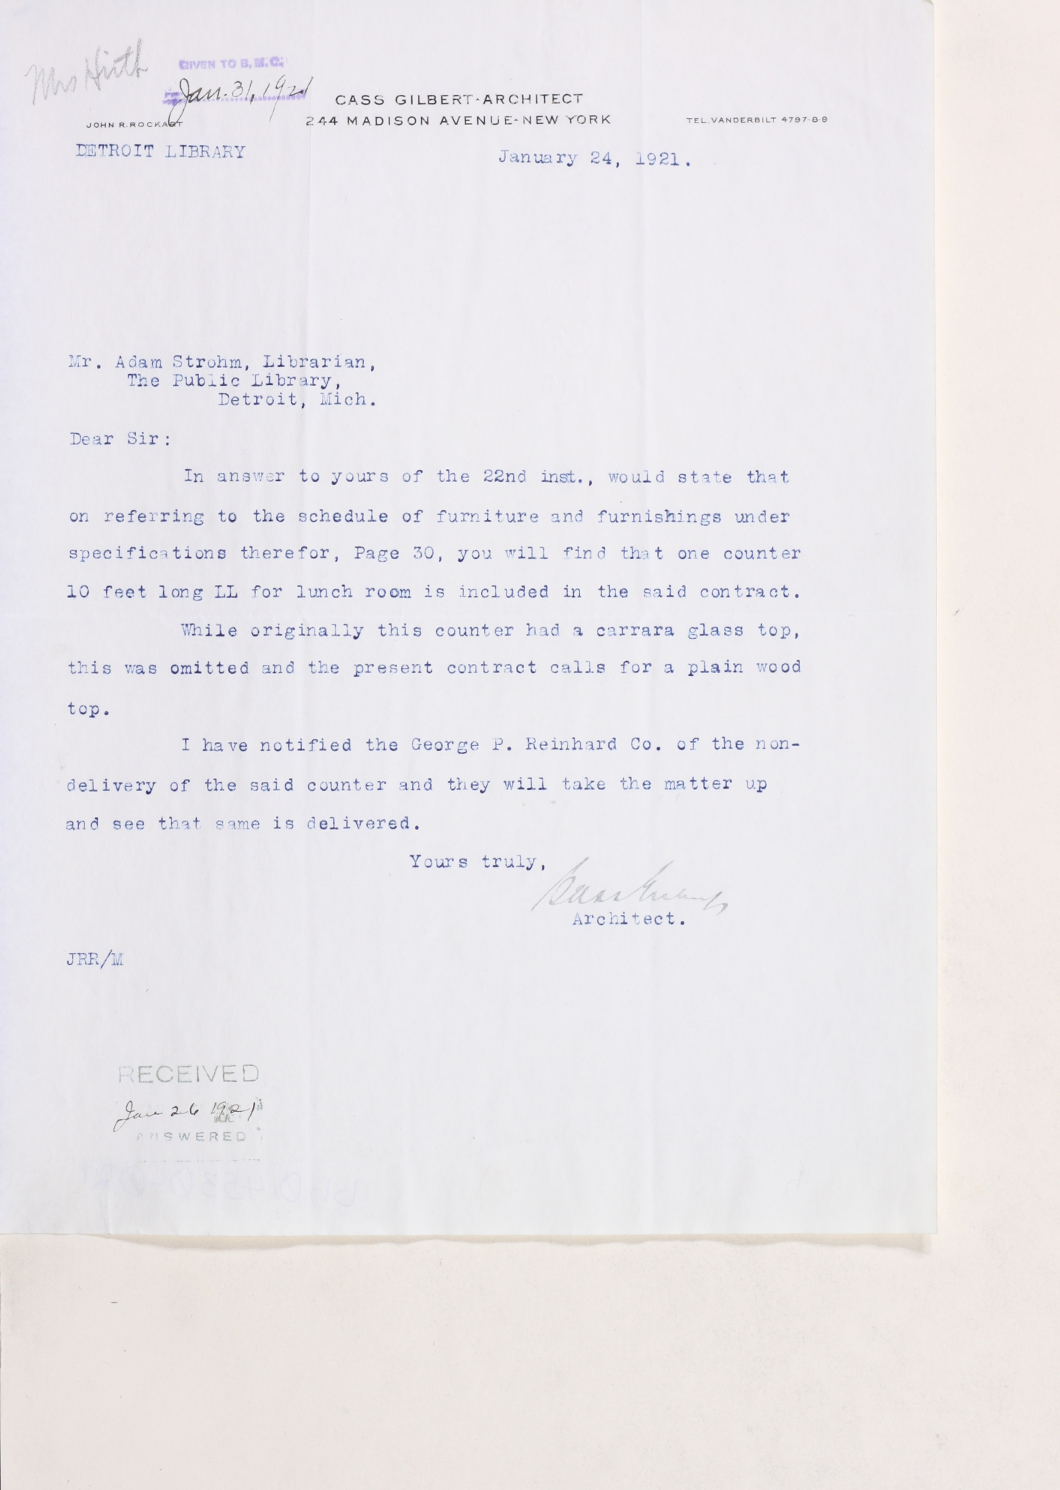 Mrs Hirth
GIVEN TO B.M.C.
Jan. 31, 1921
CASS GILBERT-ARCHITECT
JOHN R. ROCKART
244 MADISON AVENUE-NEW YORK
TEL. VANDERBILT 4797-8-9
DETROIT LIBRARY
January 24, 1921.
Mr. Adam Strohm, Librarian,
The Public Library,
Detroit, Mich.
Dear Sir:
In answer to yours of the 22nd inst., would state that
on referring to the schedule of furniture and furnishings under
specifications therefor, Page 30, you will find that one counter
10 feet long LL for lunch room is included in the said contract.
While originally this counter had a carrara glass top,
this was omitted and the present contract calls for a plain wood
top.
I have notified the George P. Reinhard Co. of the non-
delivery of the said counter and they will take the matter up
and see that same is delivered.
Yours truly,
Cass Gilbert
Architect.
JRR/M
RECEIVED
Jan 26 1921
ANSWERED